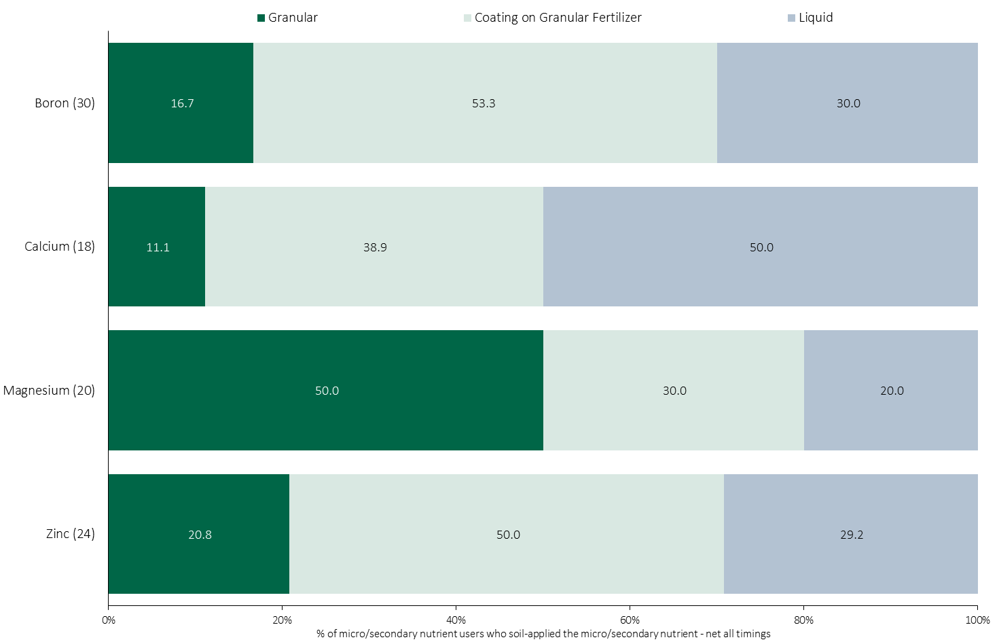 Granular Coating on Granular Fertilizer Liquid
Boron (30) 16.7 53.3 30.0
Calcium (18) 11.1 38.9 50.0
Magnesium (20) 50.0 30.0 20.0
Zinc (24) 20.8 50.0 29.2
0% 20% 40% 60% 80% 100%
% of micro/secondary nutrient users who soil-applied the micro/secondary nutrient - net all timings